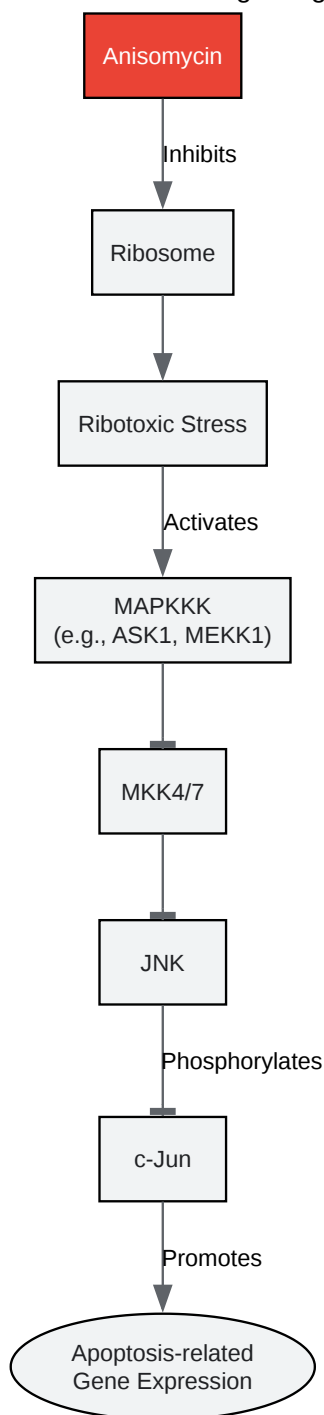 Anisomycin
Inhibits
Ribosome
Ribotoxic Stress
Activates
MAPKKK
(e.g., ASK1, MEKK1)
MKK4/7
JNK
Phosphorylates
c-Jun
Promotes
Apoptosis-related
Gene Expression